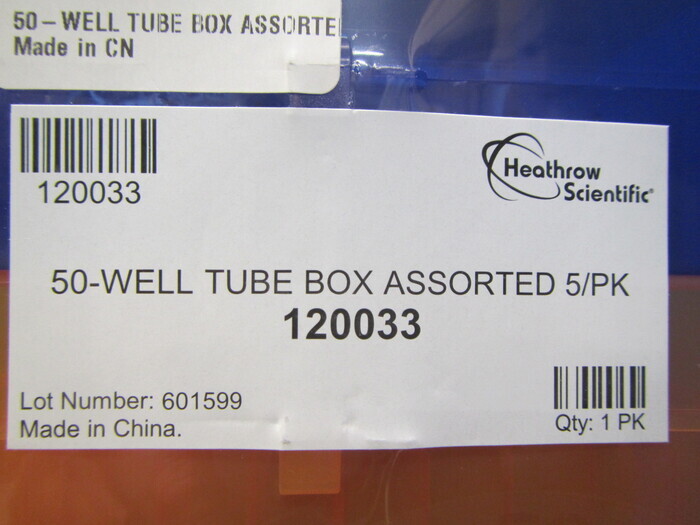 50-WELL TUBE BOX ASSORTE
Made in CN
120033
Heathrow
Scientific®
50-WELL TUBE BOX ASSORTED 5/PK
120033
Lot Number: 601599
Made in China.
Qty: 1 PK